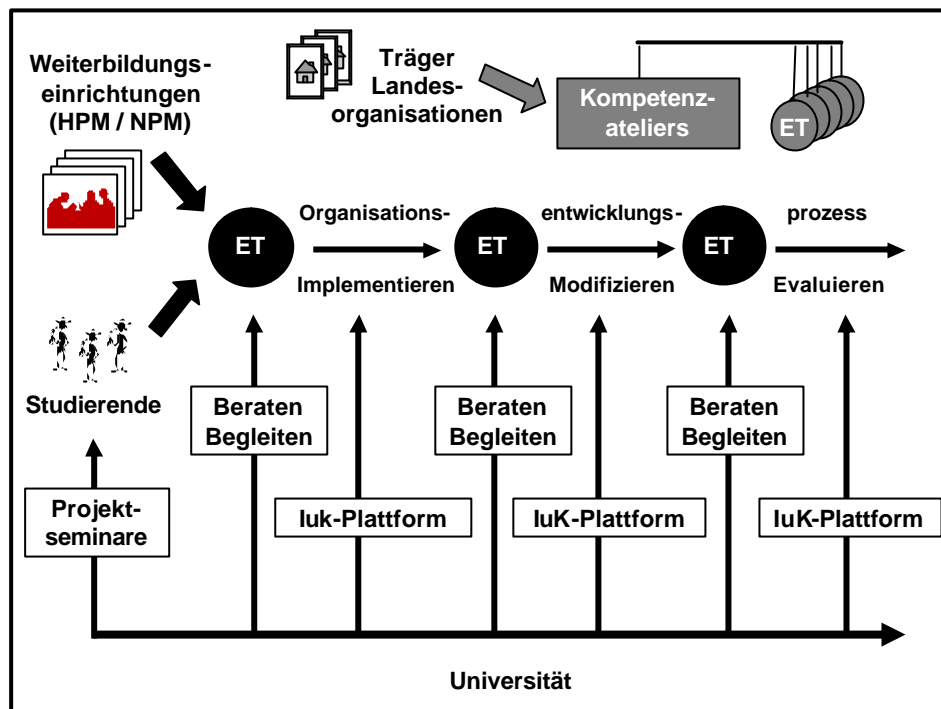 Weiterbildungs-
einrichtungen
(HPM / NPM)
Träger
Landes-
organisationen
Kompetenz-
ateliers
ET
ET
Organisations-
Implementieren
ET
entwicklungs-
Modifizieren
ET
prozess
Evaluieren
Studierende
Beraten
Begleiten
Beraten
Begleiten
Beraten
Begleiten
Projekt-
seminare
Iuk-Plattform
IuK-Plattform
IuK-Plattform
Universität